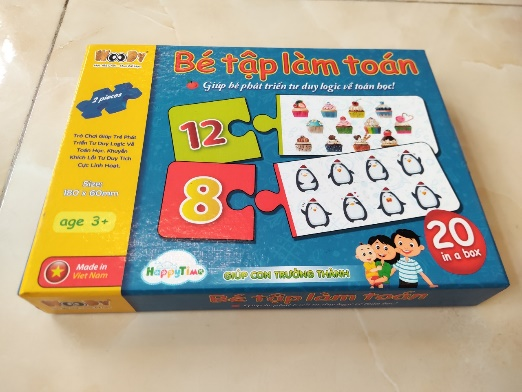 Bé tập làm toán
Giúp bé phát triển tư duy logic về toán học!
2 pieces
12
8
Trò Chơi Giúp Trẻ Phát
Triển Tư Duy Logic Về
Toán Học, Khuyến
Khích Lối Tư Duy Tích
Cực Linh Hoạt.
Size:
180 x 60mm
age 3+
Made in
Viet Nam
HappyTime
GIÚP CON TRƯỞNG THÀNH
20
in a box
Bé tập làm toán